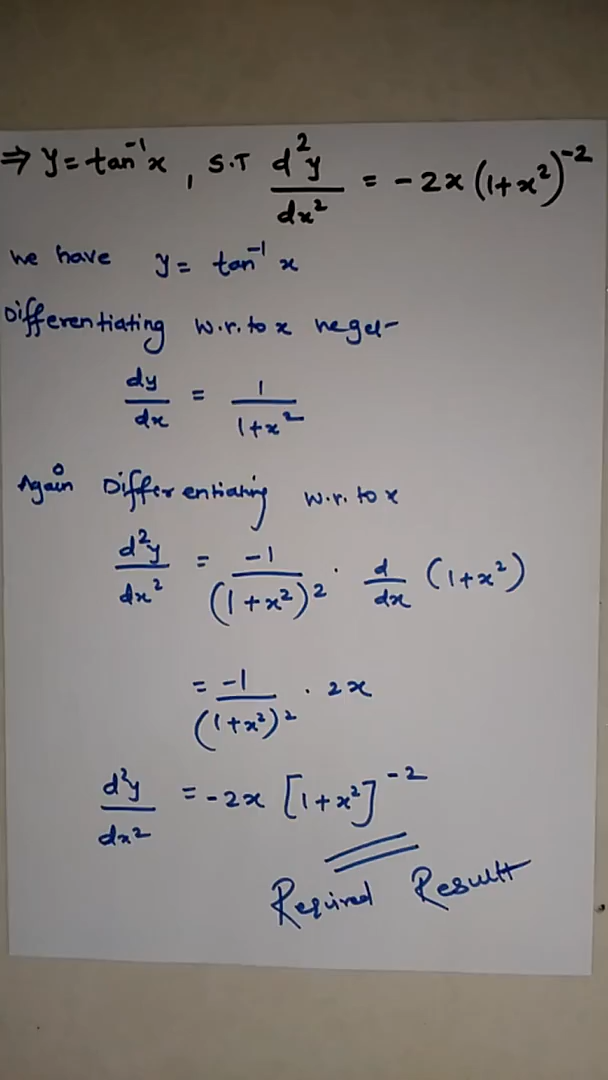 ⇒ y = tan⁻¹x , S.T d²y/dx² = -2x(1+x²)⁻²
we have y = tan⁻¹ x
Differentiating w.r.to x we get-
dy/dx = 1/(1+x²)
Again Differentiating w.r.to x
d²y/dx² = -1/(1+x²)² · d/dx (1+x²)
= -1/(1+x²)² · 2x
d²y/dx² = -2x [1+x²]⁻²
Required Result